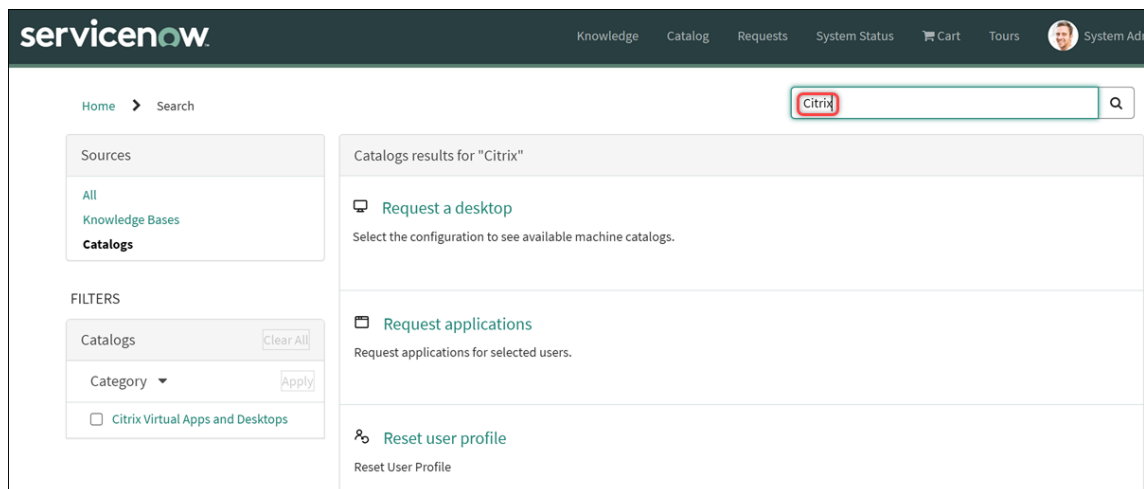 servicenow
Knowledge Catalog Requests System Status Cart Tours System Adr
Home Search
Citrix
Sources
All
Knowledge Bases
Catalogs
FILTERS
Catalogs Clear All
Category Apply
Citrix Virtual Apps and Desktops
Catalogs results for "Citrix"
Request a desktop
Select the configuration to see available machine catalogs.
Request applications
Request applications for selected users.
Reset user profile
Reset User Profile